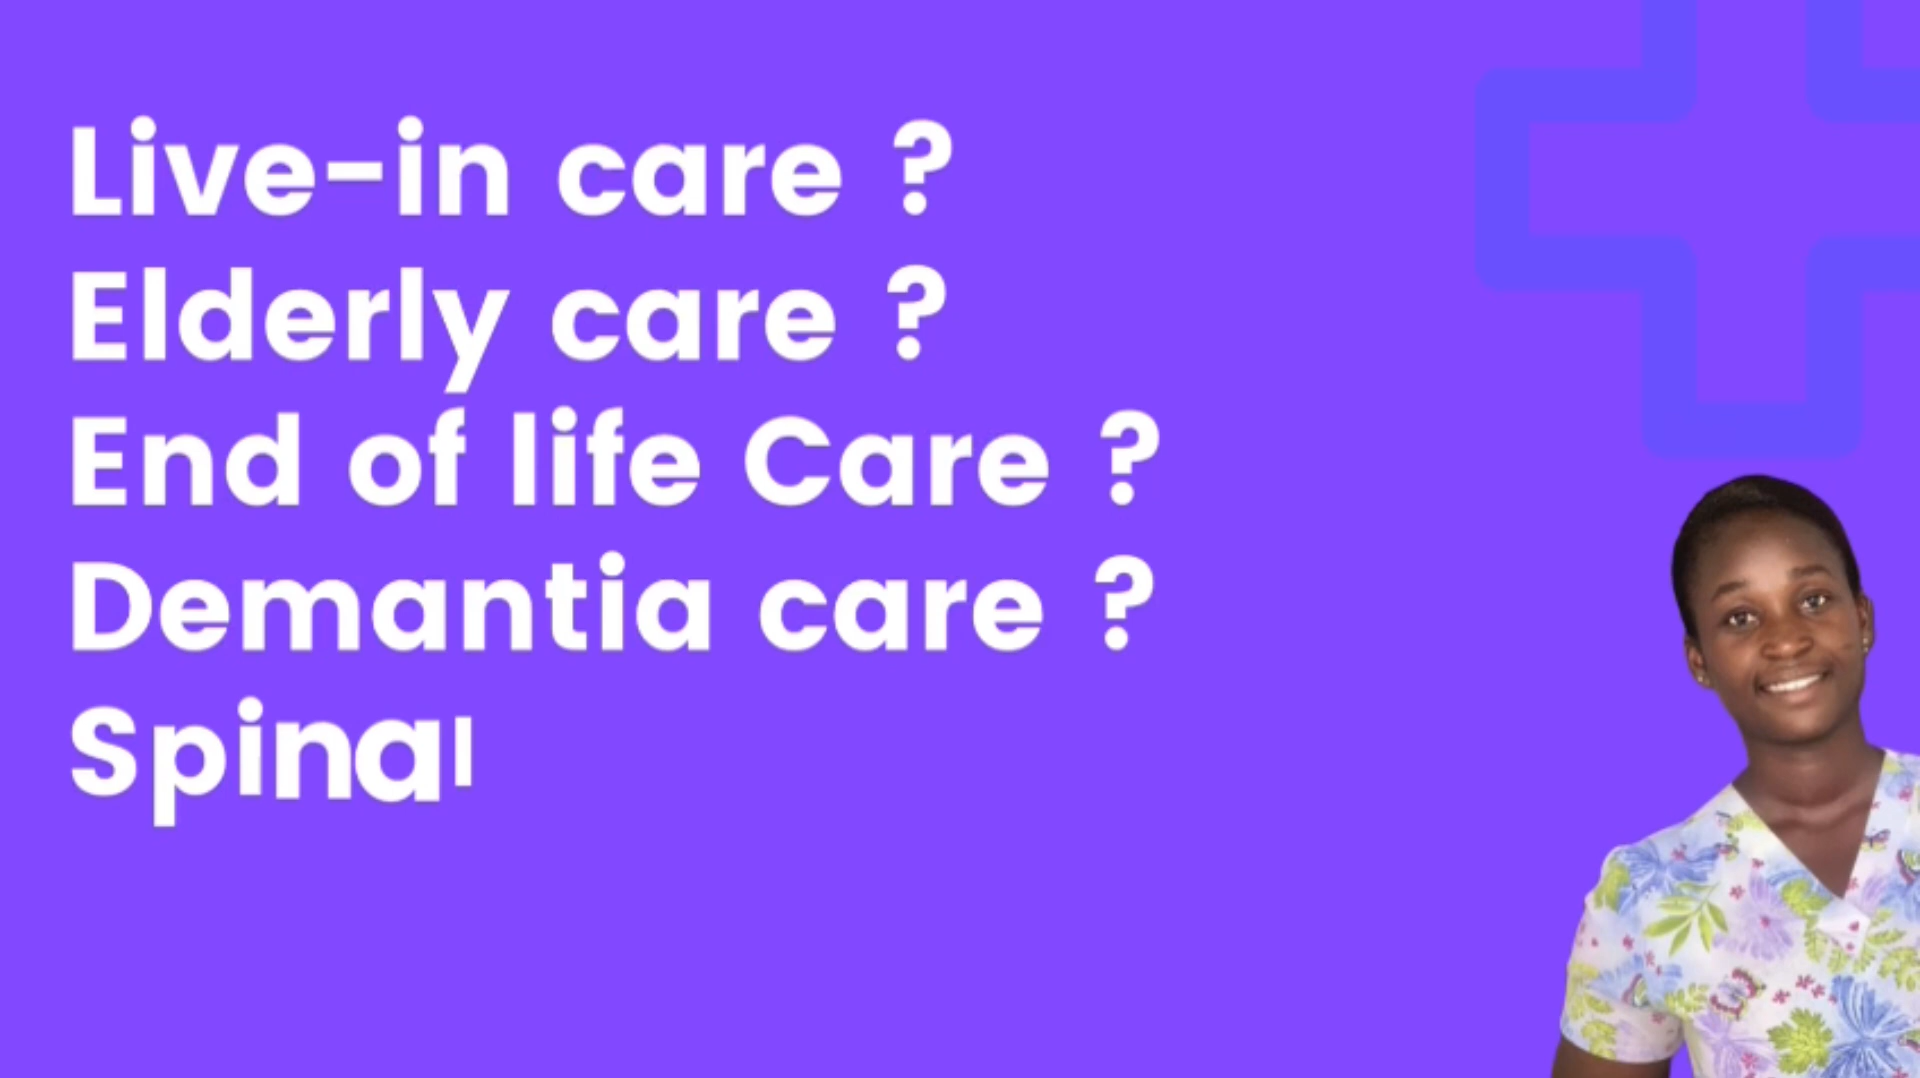 Live-in care ?
Elderly care ?
End of life Care ?
Demantia care ?
Spinal